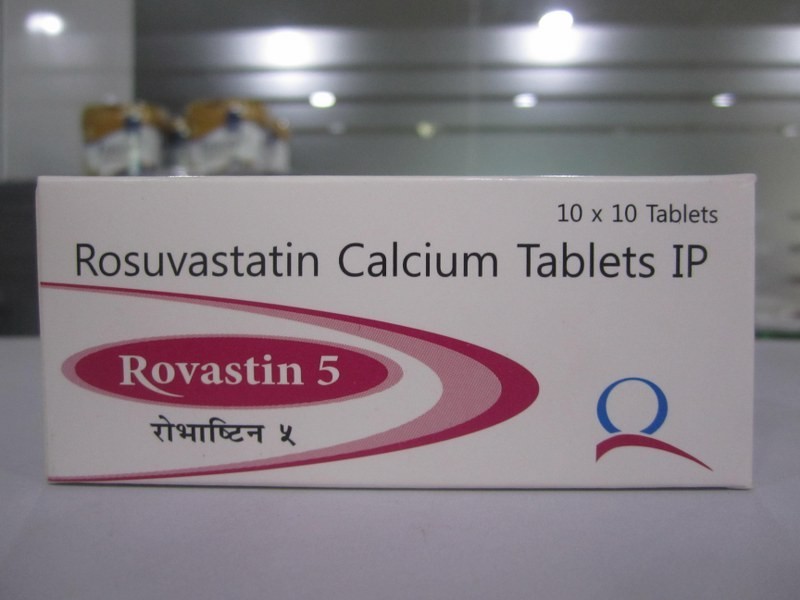 10 x 10 Tablets
Rosuvastatin Calcium Tablets IP
Rovastin 5
रोभाष्टिन ५